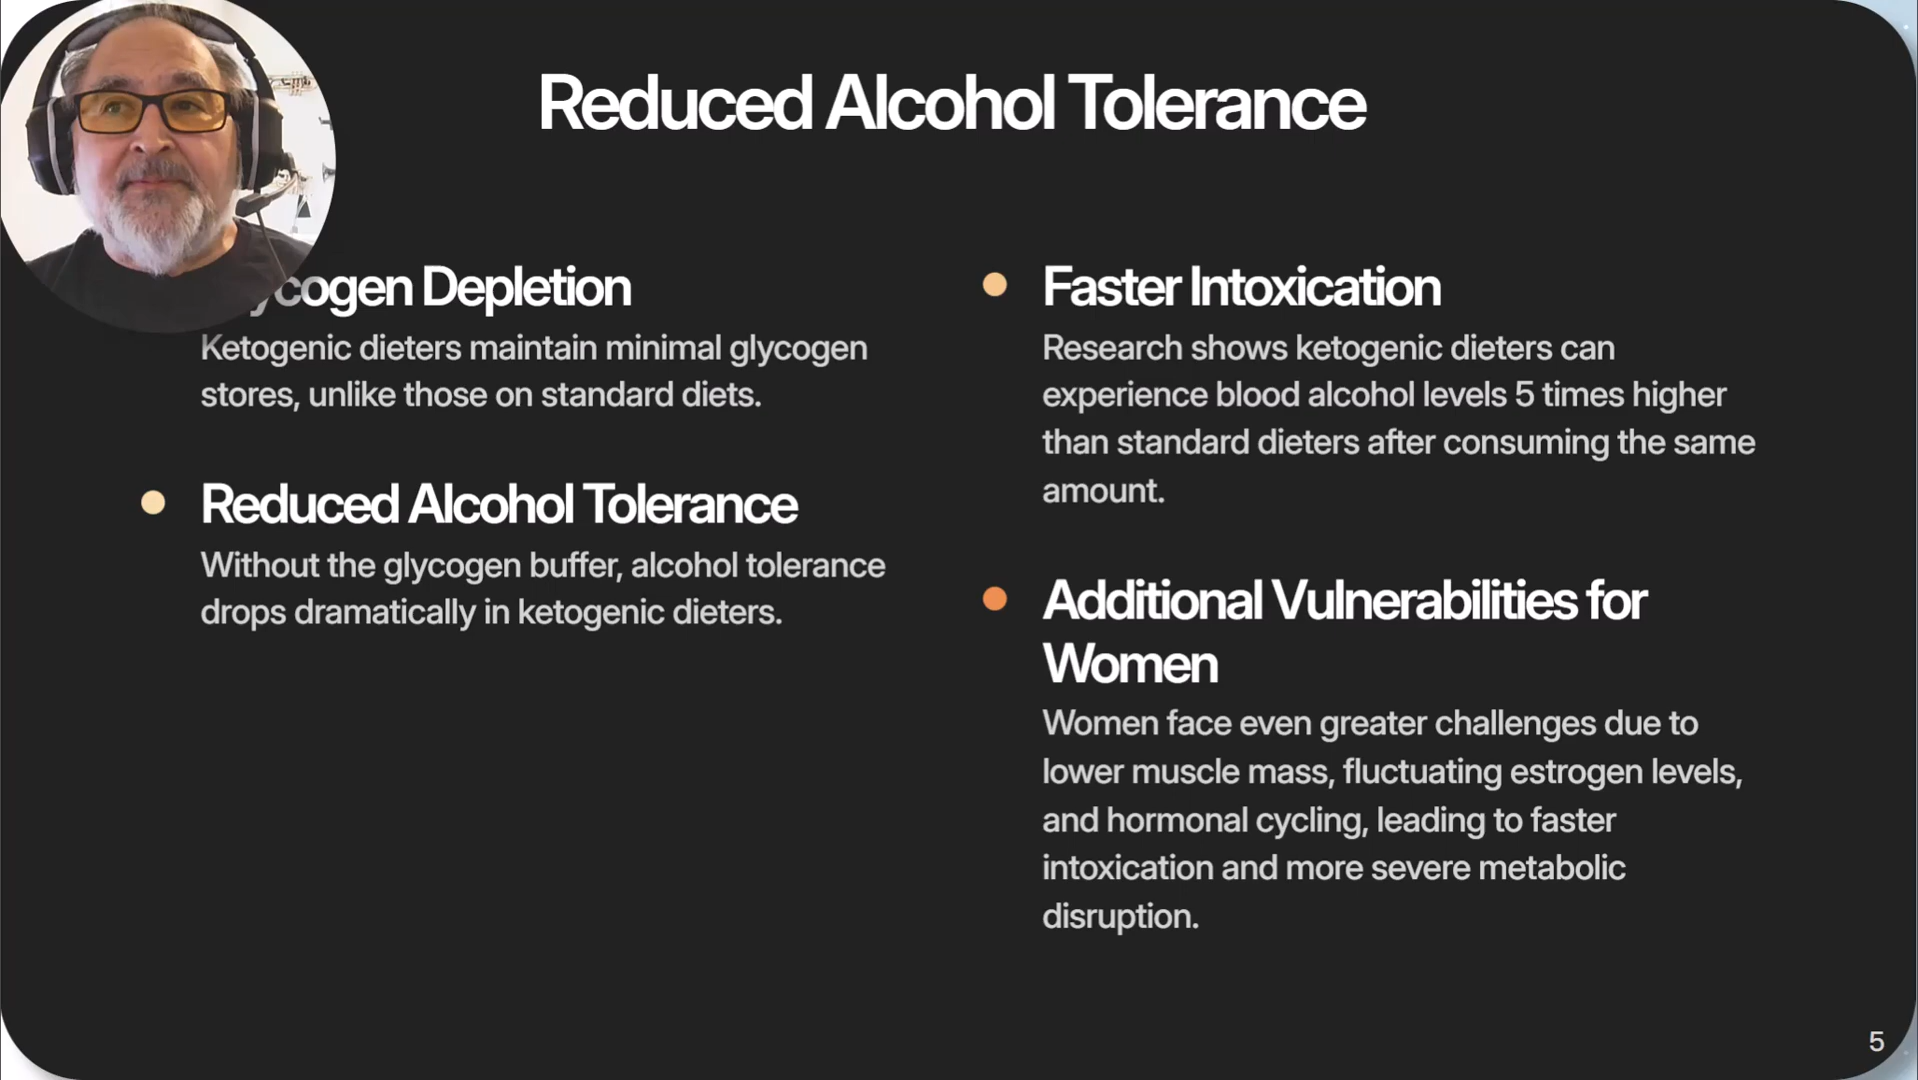 Reduced Alcohol Tolerance
ycogen Depletion
Ketogenic dieters maintain minimal glycogen
stores, unlike those on standard diets.
Reduced Alcohol Tolerance
Without the glycogen buffer, alcohol tolerance
drops dramatically in ketogenic dieters.
Faster Intoxication
Research shows ketogenic dieters can
experience blood alcohol levels 5 times higher
than standard dieters after consuming the same
amount.
Additional Vulnerabilities for
Women
Women face even greater challenges due to
lower muscle mass, fluctuating estrogen levels,
and hormonal cycling, leading to faster
intoxication and more severe metabolic
disruption.
5